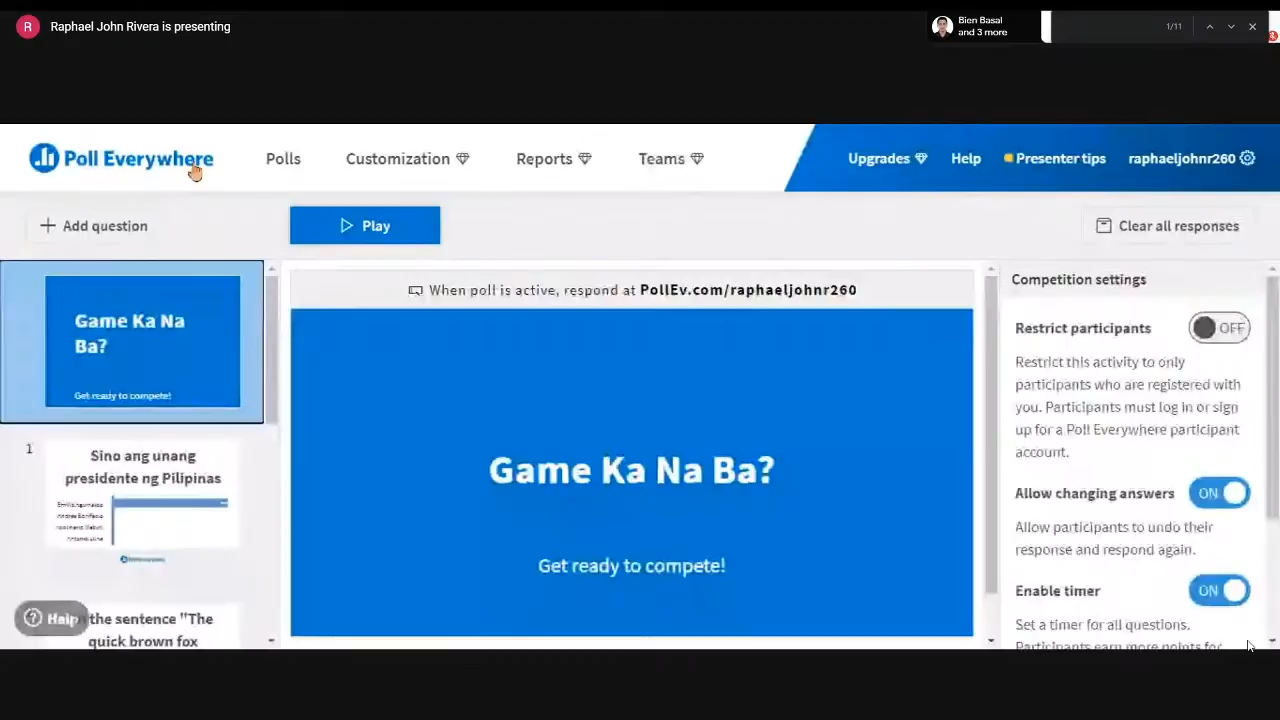 R Raphael John Rivera is presenting
Bien Basal
and 3 more
1/11
Poll Everywhere
Polls
Customization
Reports
Teams
Upgrades
Help
Presenter tips
raphaeljohnr260
Add question
Play
Clear all responses
Game Ka Na
Ba?
Get ready to compete!
1
Sino ang unang
presidente ng Pilipinas
Help
the sentence "The
quick brown fox
When poll is active, respond at PollEv.com/raphaeljohnr260
Game Ka Na Ba?
Get ready to compete!
Competition settings
Restrict participants
OFF
Restrict this activity to only
participants who are registered with
you. Participants must log in or sign
up for a Poll Everywhere participant
account.
Allow changing answers
ON
Allow participants to undo their
response and respond again.
Enable timer
ON
Set a timer for all questions.
Participants earn more points for